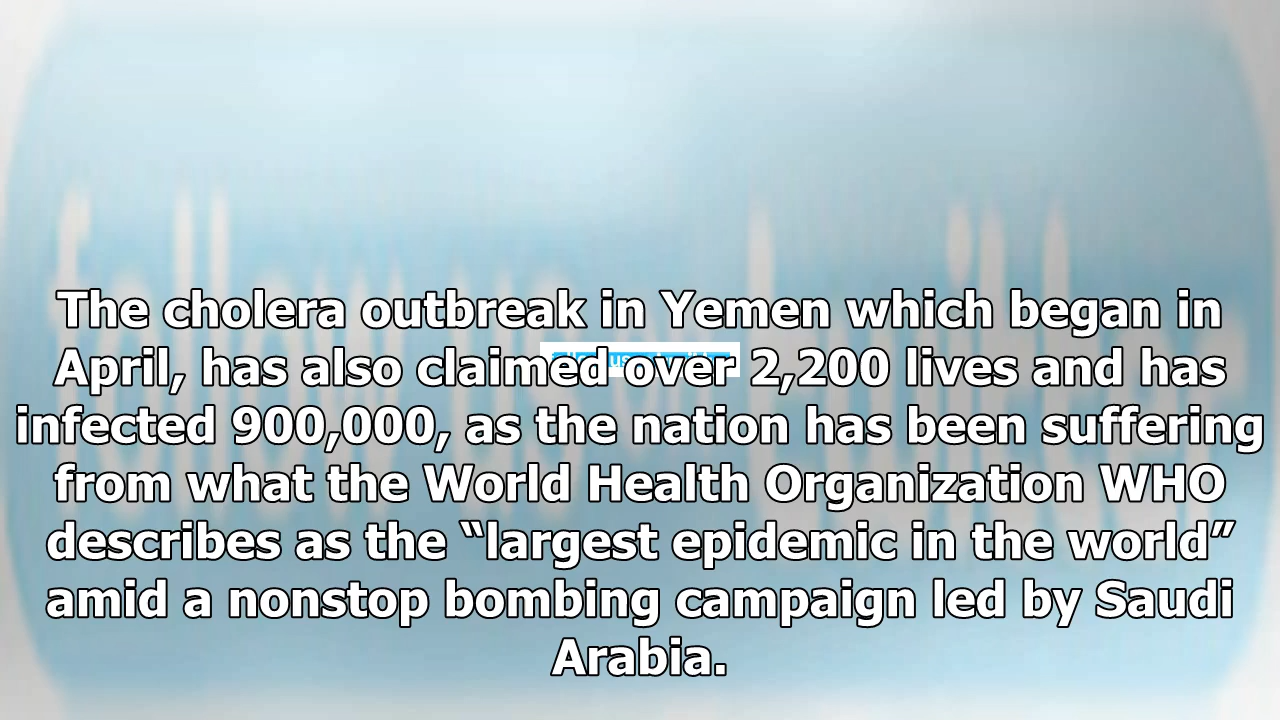 The cholera outbreak in Yemen which began in
April, has also claimed over 2,200 lives and has
infected 900,000, as the nation has been suffering
from what the World Health Organization WHO
describes as the “largest epidemic in the world”
amid a nonstop bombing campaign led by Saudi
Arabia.